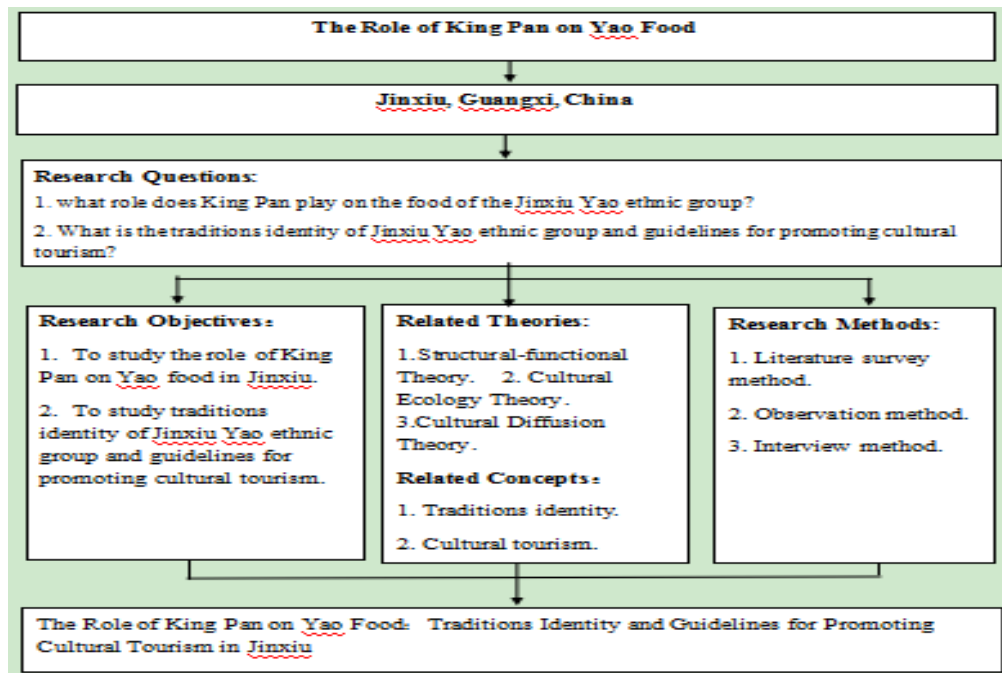 The Role of King Pan on Yao Food
Jinxiu, Guangxi, China
Research Questions:
1. what role does King Pan play on the food of the Jinxiu Yao ethnic group?
2. What is the traditions identity of Jinxiu Yao ethnic group and guidelines for promoting cultural
tourism?
Research Objectives:
1. To study the role of King
Pan on Yao food in Jinxiu.
2. To study traditions
identity of Jinxiu Yao ethnic
group and guidelines for
promoting cultural tourism.
Related Theories:
1.Structural-functional
Theory. 2. Cultural
Ecology Theory.
3.Cultural Diffusion
Theory.
Related Concepts:
1. Traditions identity.
2. Cultural tourism.
Research Methods:
1. Literature survey
method.
2. Observation method.
3. Interview method.
The Role of King Pan on Yao Food: Traditions Identity and Guidelines for Promoting
Cultural Tourism in Jinxiu